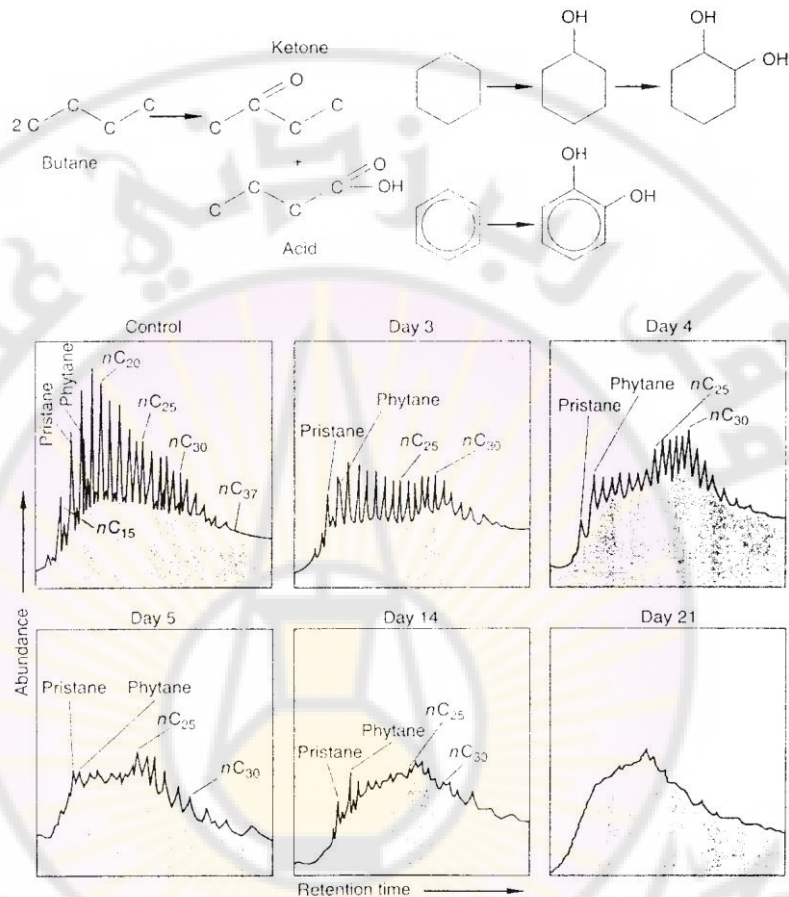 Ketone
O
2 C C C C C C C C
Butane
+
O
C C C C OH
Acid
OH
OH
OH
OH
OH
Control
Pristane
Phytane
nC20
nC25
nC30
nC37
nC15
Day 3
Pristane
Phytane
nC25
nC30
Day 4
Pristane
Phytane
nC25
nC30
Abundance
Day 5
Pristane
Phytane
nC25
nC30
Day 14
Pristane
Phytane
nC25
nC30
Day 21
Retention time